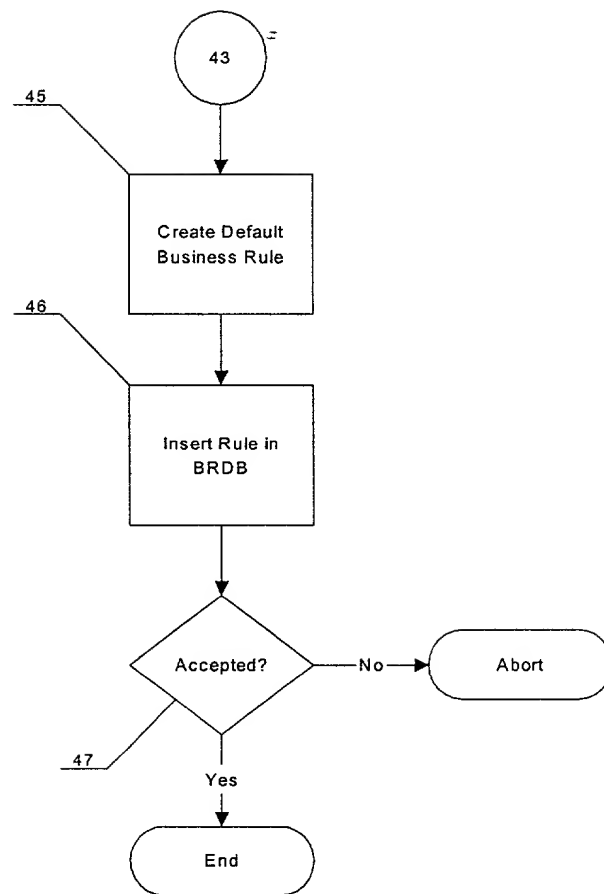 43
45
Create Default
Business Rule
46
Insert Rule in
BRDB
Accepted?
No
Abort
47
Yes
End